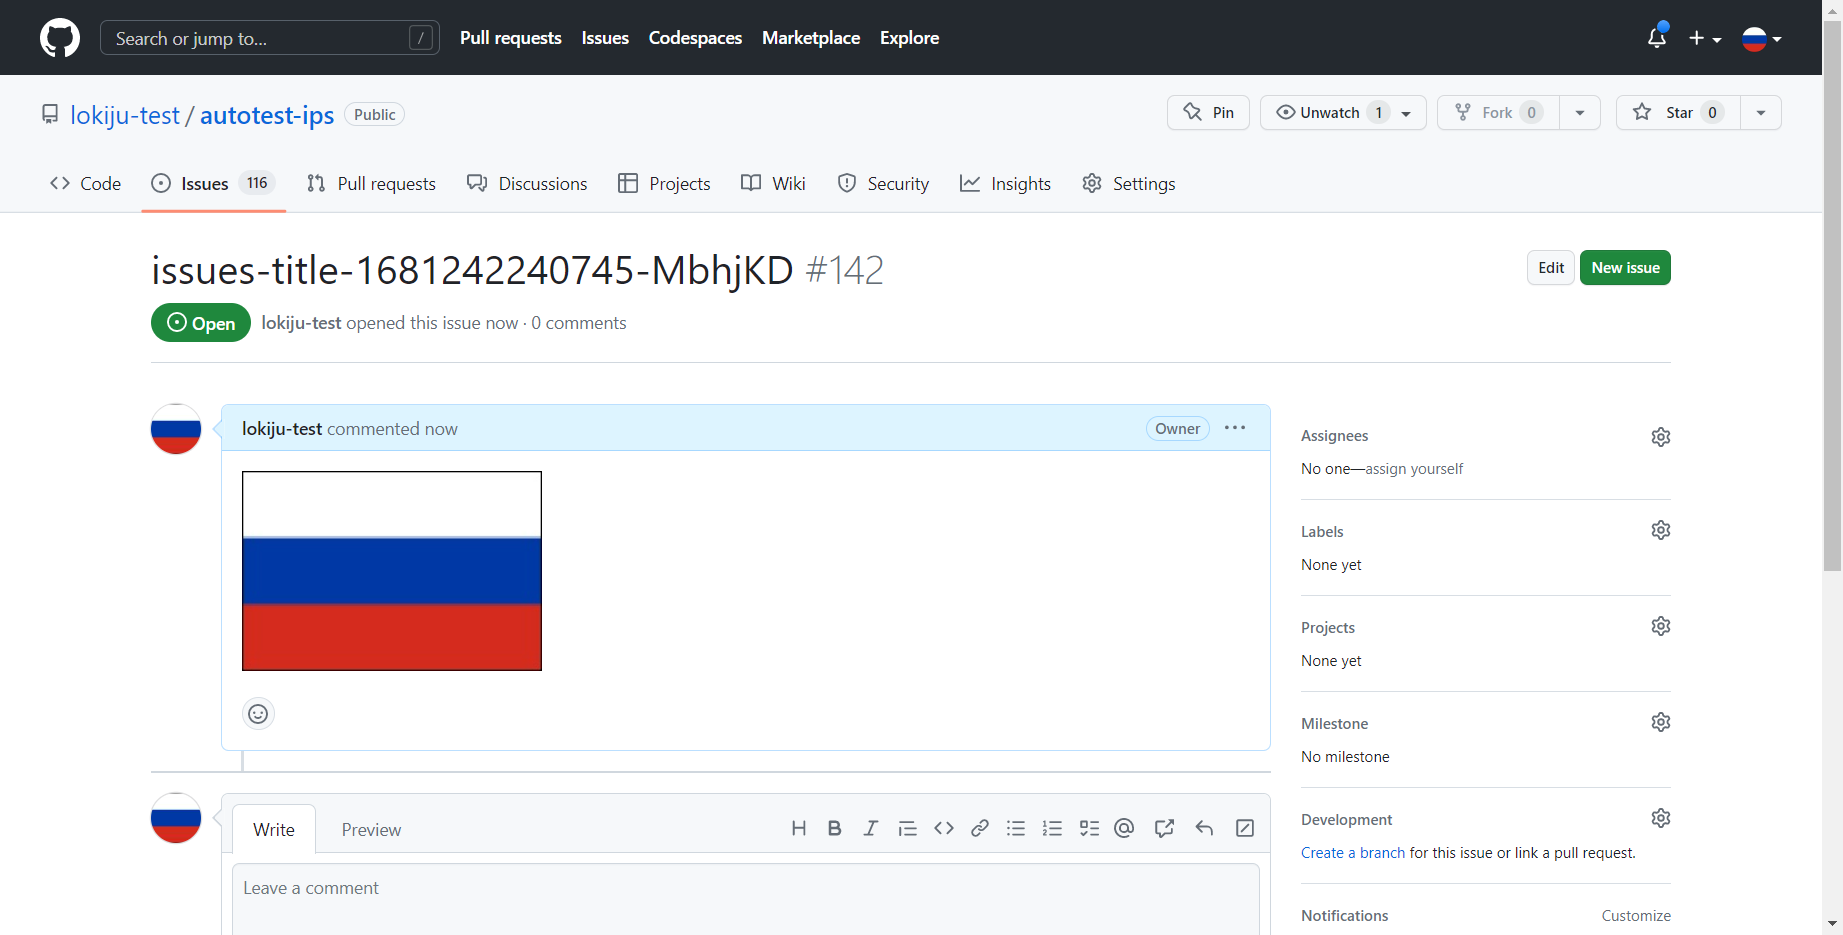 Search or jump to... /
Pull requests Issues Codespaces Marketplace Explore
lokiju-test / autotest-ips Public
Pin Unwatch 1 Fork 0 Star 0
Code Issues 116 Pull requests Discussions Projects Wiki Security Insights Settings
issues-title-1681242240745-MbhjKD #142
Edit New issue
Open lokiju-test opened this issue now · 0 comments
lokiju-test commented now Owner
Assignees
No one—assign yourself
Labels
None yet
Projects
None yet
Milestone
No milestone
Development
Create a branch for this issue or link a pull request.
Notifications Customize
Write Preview
Leave a comment